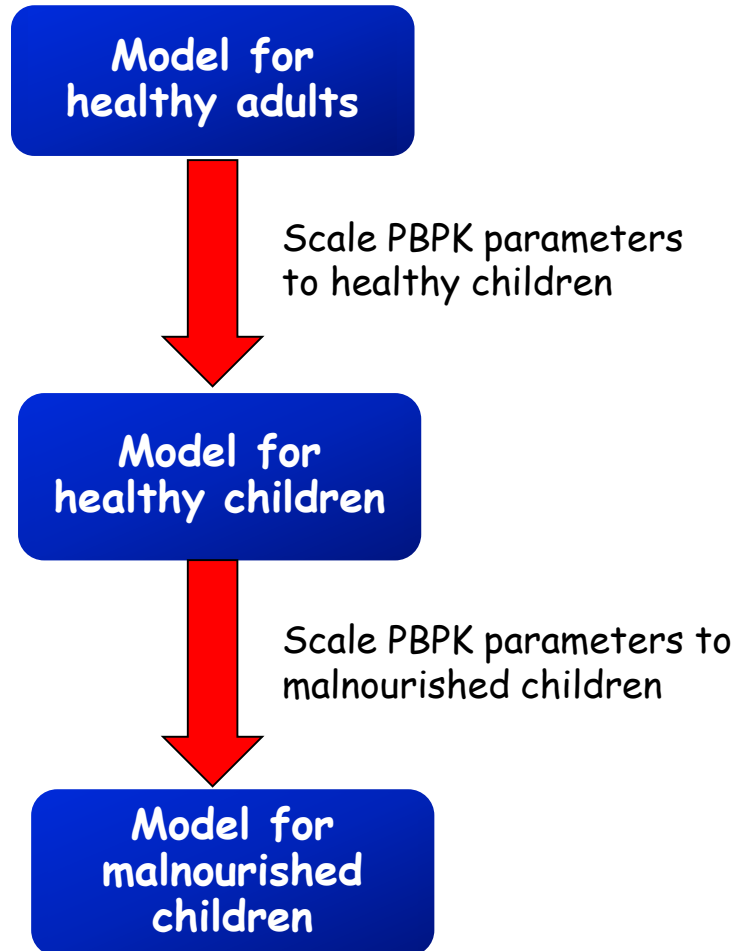 Model for
healthy adults
Scale PBPK parameters
to healthy children
Model for
healthy children
Scale PBPK parameters to
malnourished children
Model for
malnourished
children